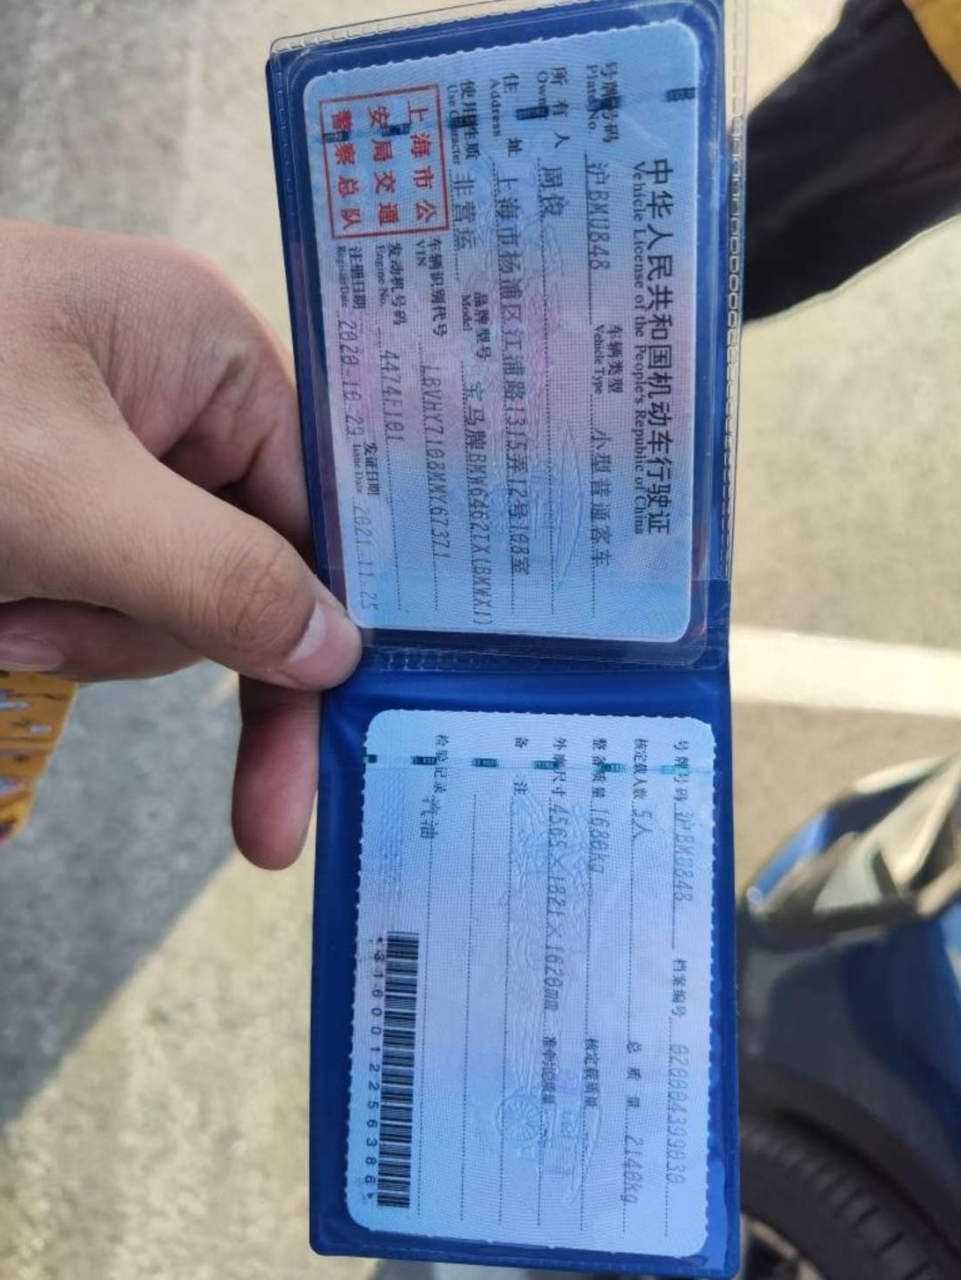 中华人民共和国机动车行驶证
Vehicle License of the People's Republic of China
号牌号码 沪BKU848 车辆类型 小型普通客车
Plate No. Vehicle Type
所有人 周俊
Owner
住址 上海市杨浦区江浦路1315弄12号108室
Address
使用性质 非营运 品牌型号 宝马牌BMW6462IX(BMWX1)
Use Character Model
上海市公安局交通警察总队
车辆识别代号
VIN
发动机号码 4474F101
Engine No.
注册日期 2020-10-29 发证日期 2021.11.25
Register Date Issue Date
号牌号码 沪BKU848 档案编号
核定载人数 5人 总质量 2140kg
整备质量 1680kg 核定载质量
外廓尺寸 4565×1821×1620mm 准牵引总质量
备注
检验记录 汽油
*3160012256386*